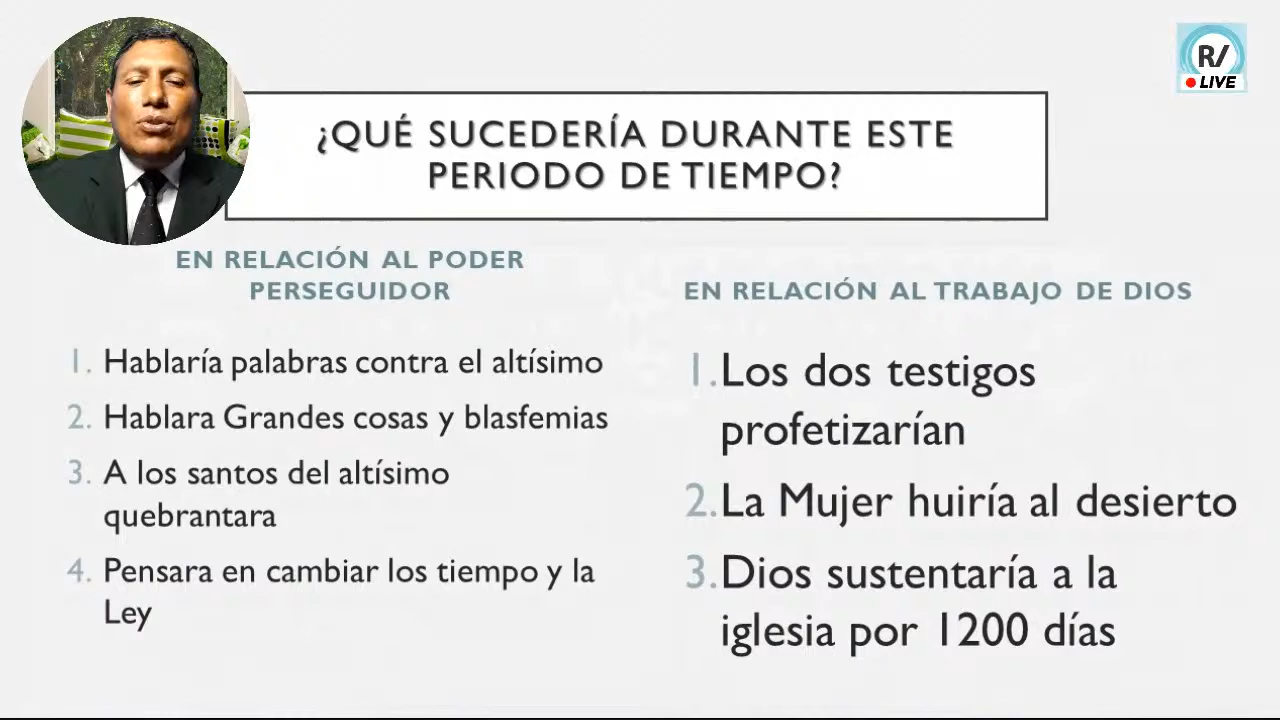 R/
LIVE
¿QUÉ SUCEDERÍA DURANTE ESTE
PERIODO DE TIEMPO?
EN RELACIÓN AL PODER
PERSEGUIDOR
1. Hablaría palabras contra el altísimo
2. Hablara Grandes cosas y blasfemias
3. A los santos del altísimo
quebrantara
4. Pensara en cambiar los tiempo y la
Ley
EN RELACIÓN AL TRABAJO DE DIOS
1. Los dos testigos
profetizarían
2. La Mujer huiría al desierto
3. Dios sustentaría a la
iglesia por 1200 días